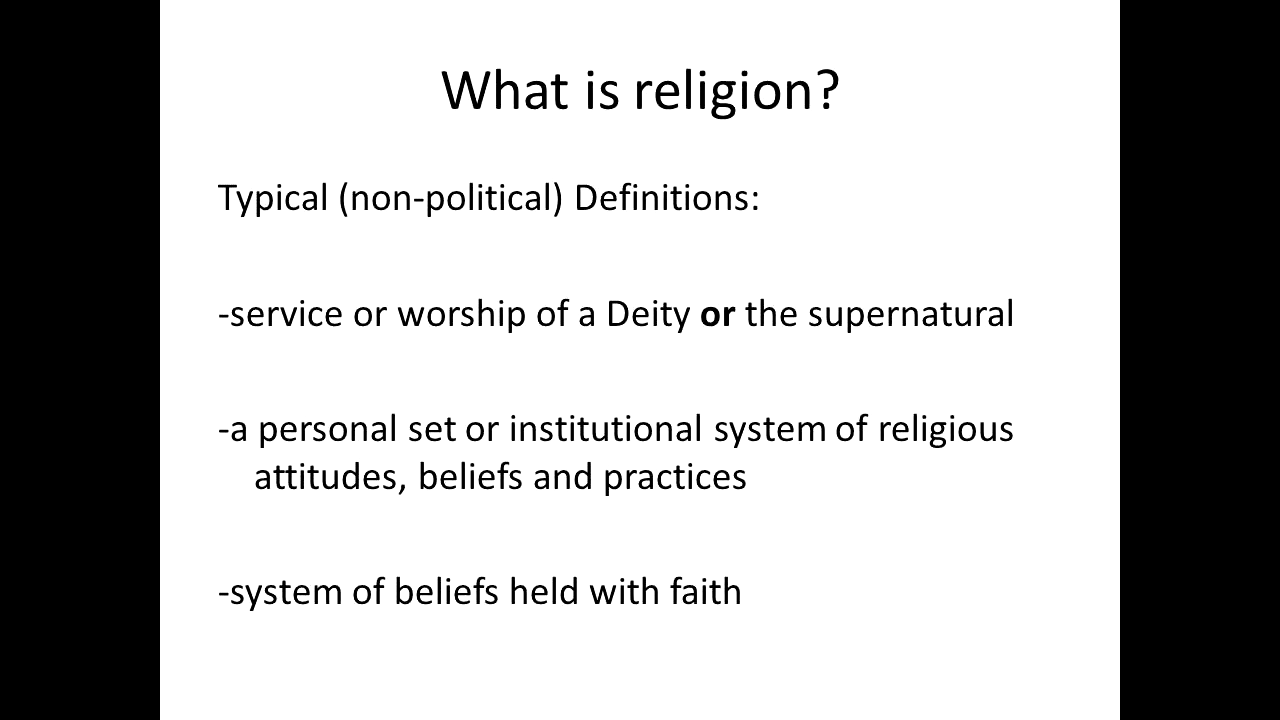 What is religion?
Typical (non-political) Definitions:
-service or worship of a Deity or the supernatural
-a personal set or institutional system of religious
attitudes, beliefs and practices
-system of beliefs held with faith